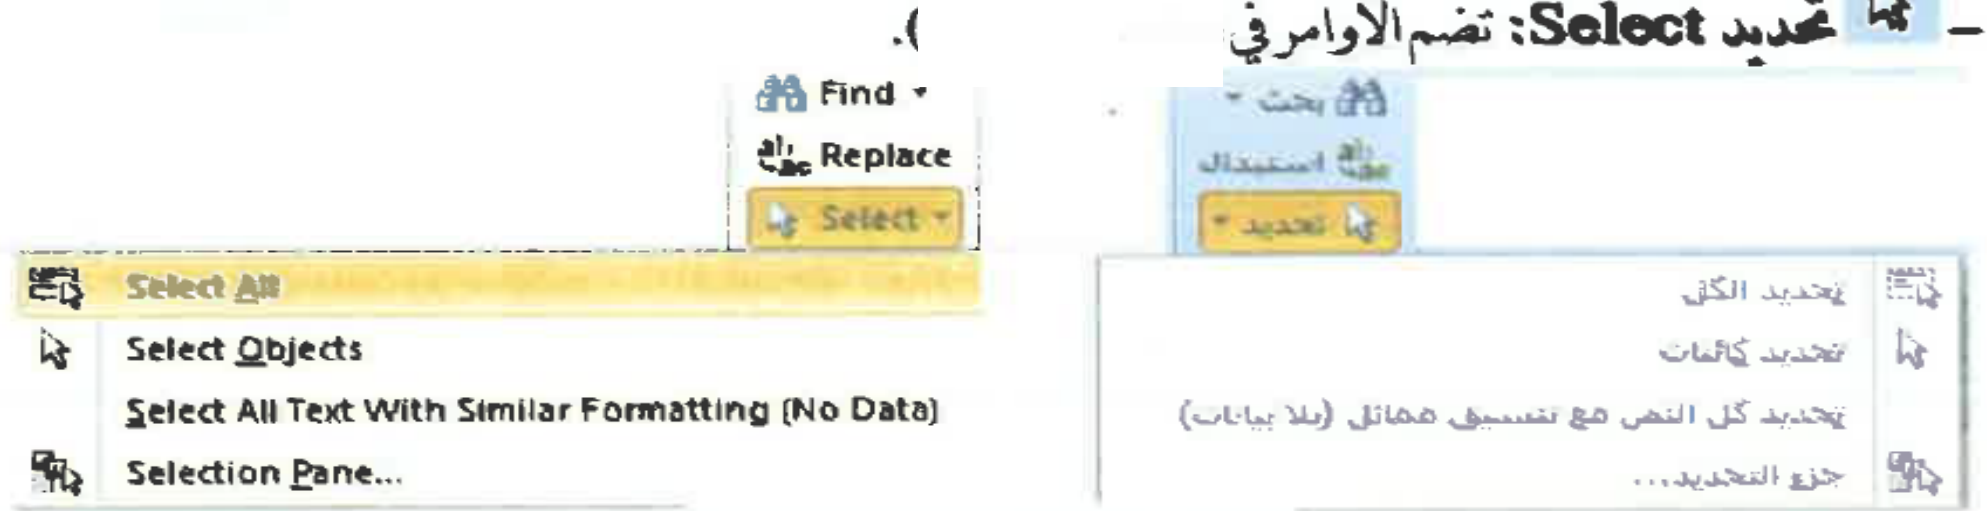 – تحديد Select: تضم الأوامر في
).
بحث
استبدال
تحديد
تحديد الكل
تحديد كائنات
تحديد كل النص مع تنسيق مماثل (بلا بيانات)
جزء التحديد...
Find
Replace
Select
Select All
Select Objects
Select All Text With Similar Formatting (No Data)
Selection Pane...